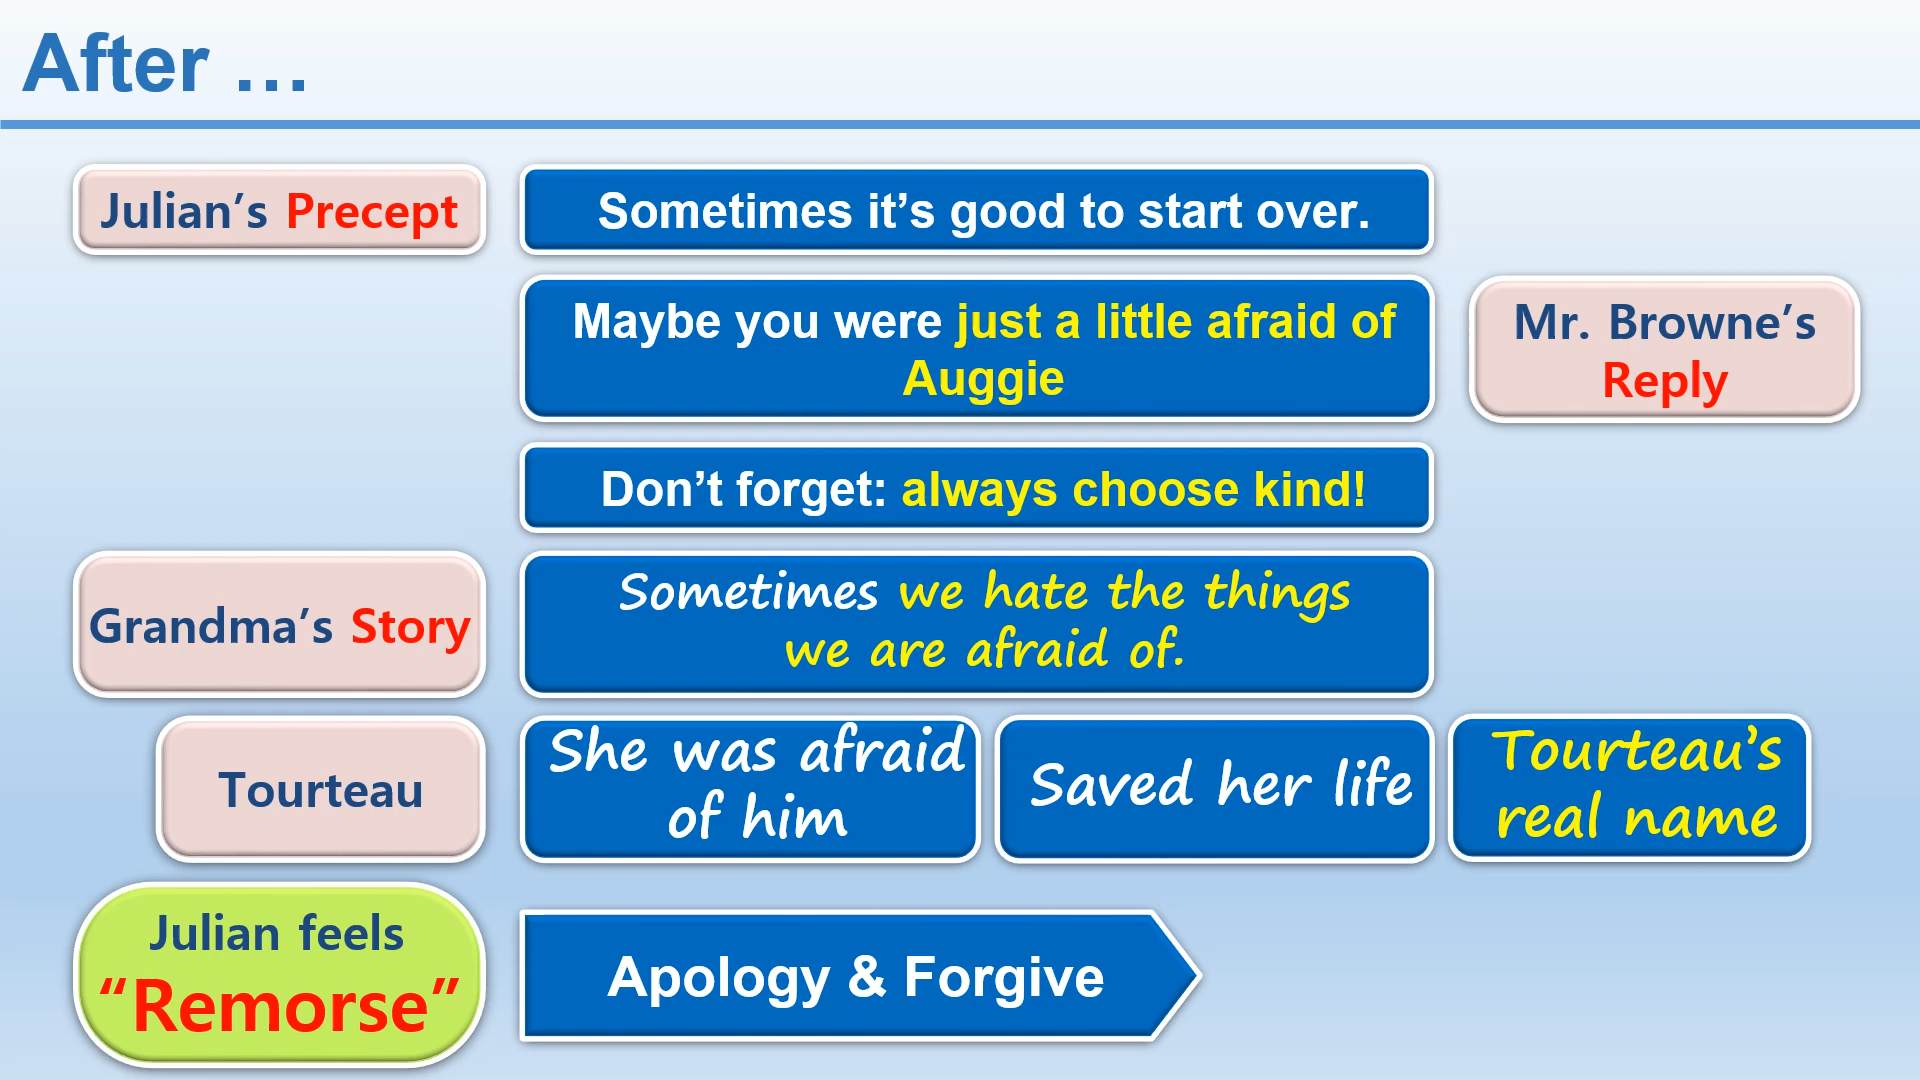 After …
Julian’s Precept
Sometimes it’s good to start over.
Maybe you were just a little afraid of
Auggie
Mr. Browne’s
Reply
Don’t forget: always choose kind!
Grandma’s Story
Sometimes we hate the things
we are afraid of.
Tourteau
She was afraid
of him
Saved her life
Tourteau’s
real name
Julian feels
“Remorse”
Apology & Forgive